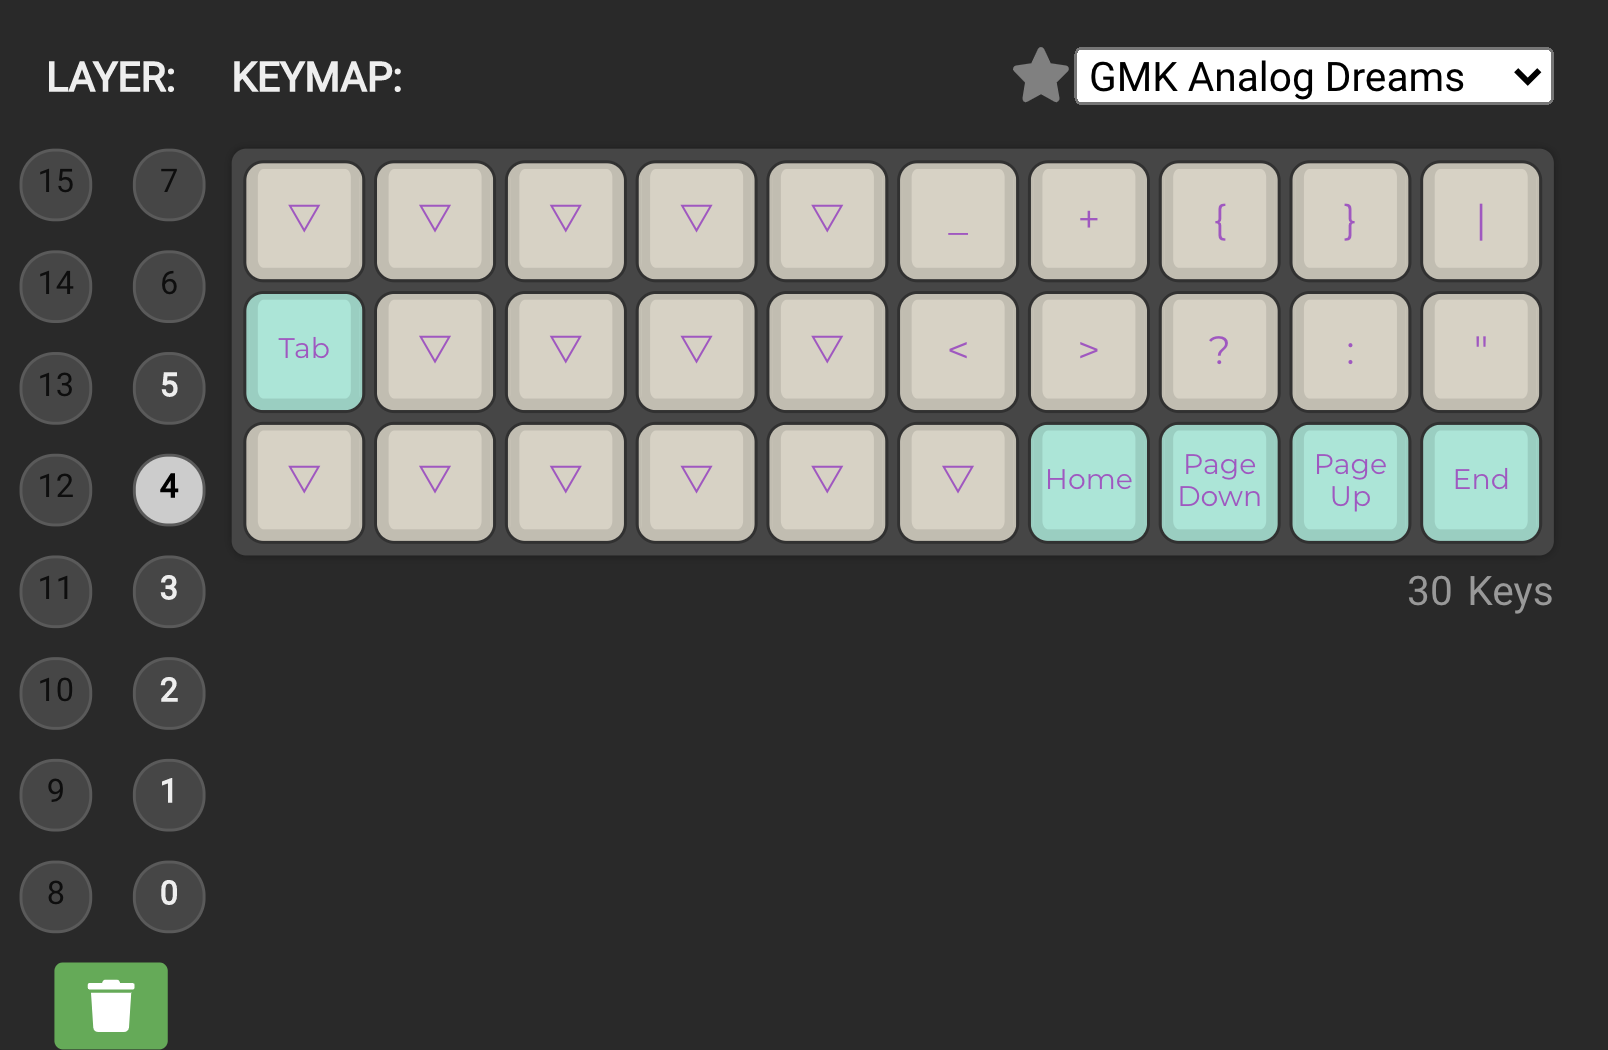 LAYER: KEYMAP: GMK Analog Dreams
15 7
▽ ▽ ▽ ▽ ▽ _ + { } |
14 6
Tab ▽ ▽ ▽ ▽ < > ? : "
13 5
12 4
▽ ▽ ▽ ▽ ▽ ▽ Home Page Down Page Up End
11 3
30 Keys
10 2
9 1
8 0